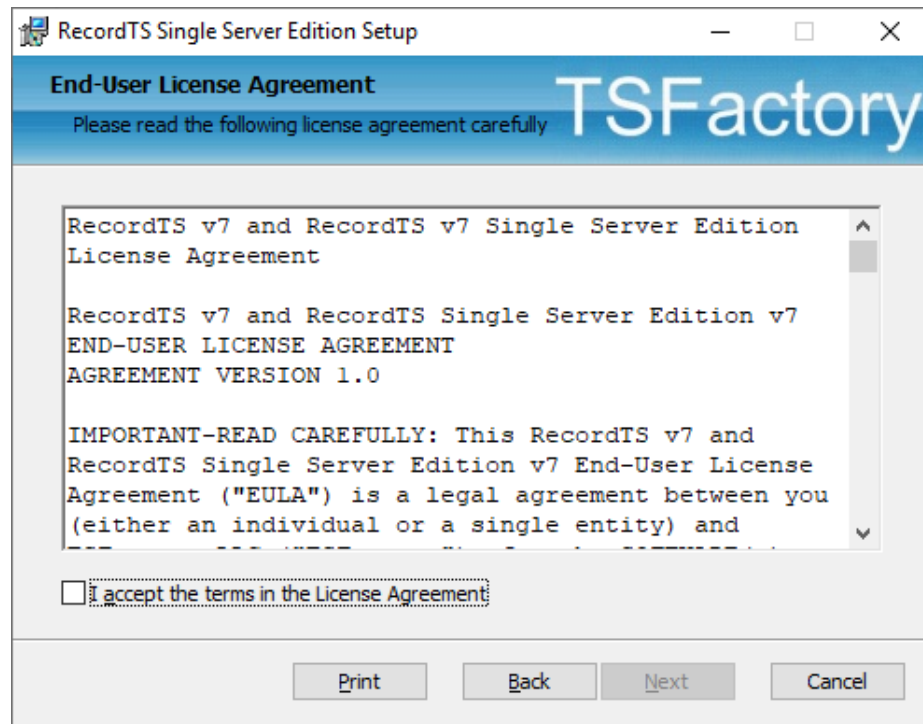 RecordTS Single Server Edition Setup
End-User License Agreement
Please read the following license agreement carefully
TSFactory
RecordTS v7 and RecordTS v7 Single Server Edition
License Agreement
RecordTS v7 and RecordTS Single Server Edition v7
END-USER LICENSE AGREEMENT
AGREEMENT VERSION 1.0
IMPORTANT-READ CAREFULLY: This RecordTS v7 and
RecordTS Single Server Edition v7 End-User License
Agreement ("EULA") is a legal agreement between you
(either an individual or a single entity) and
I accept the terms in the License Agreement
Print
Back
Next
Cancel